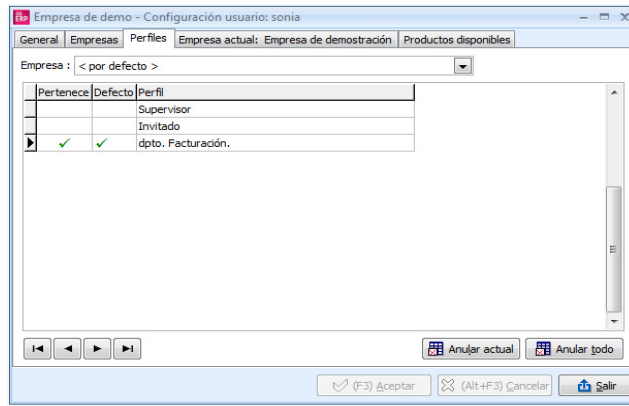 ERP Empresa de demo - Configuración usuario: sonia
General Empresas Perfiles Empresa actual: Empresa de demostración Productos disponibles
Empresa : < por defecto >
Pertenece Defecto Perfil
Supervisor
Invitado
dpto. Facturación.
Anular actual Anular todo
(F3) Aceptar (Alt+F3) Cancelar Salir